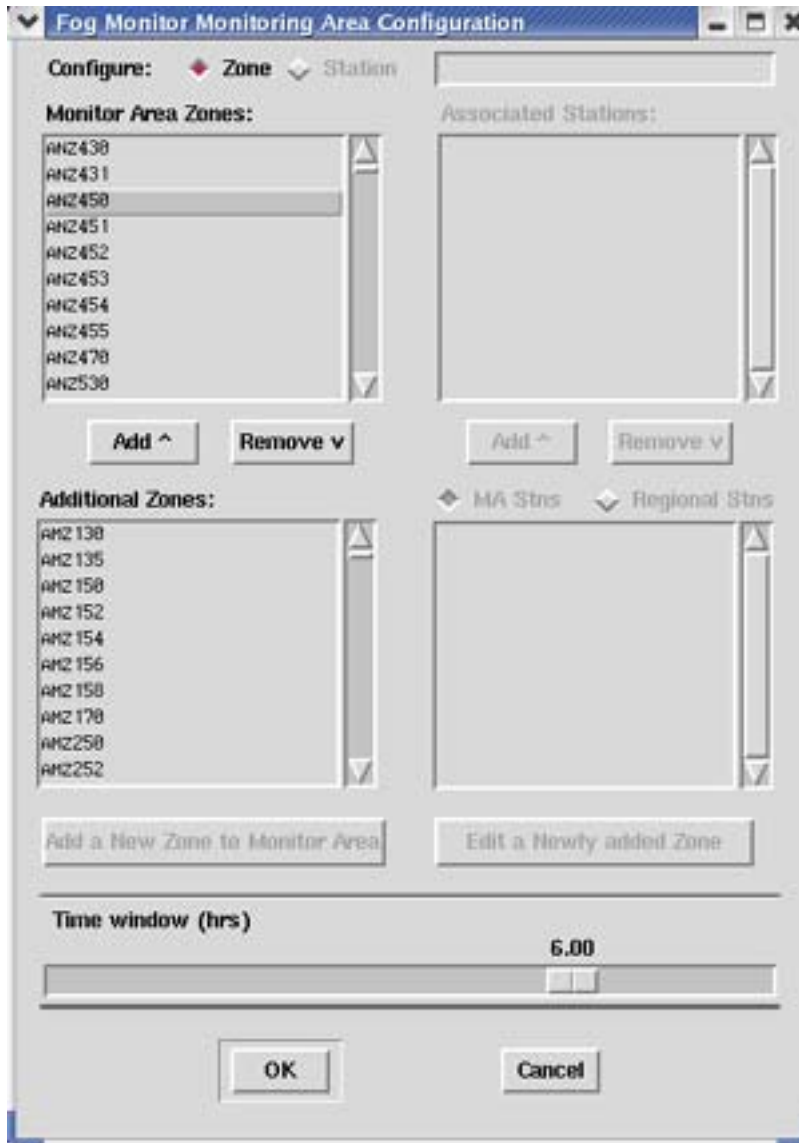 Fog Monitor Monitoring Area Configuration
Configure: Zone Station
Monitor Area Zones:
ANZ430
ANZ431
ANZ450
ANZ451
ANZ452
ANZ453
ANZ454
ANZ455
ANZ470
ANZ530
Add ^ Remove v
Associated Stations:
Add ^ Remove v
Additional Zones:
AMZ130
AMZ135
AMZ150
AMZ152
AMZ154
AMZ156
AMZ158
AMZ170
AMZ250
AMZ252
MA Stns Regional Stns
Add a New Zone to Monitor Area
Edit a Newly added Zone
Time window (hrs)
6.00
OK Cancel